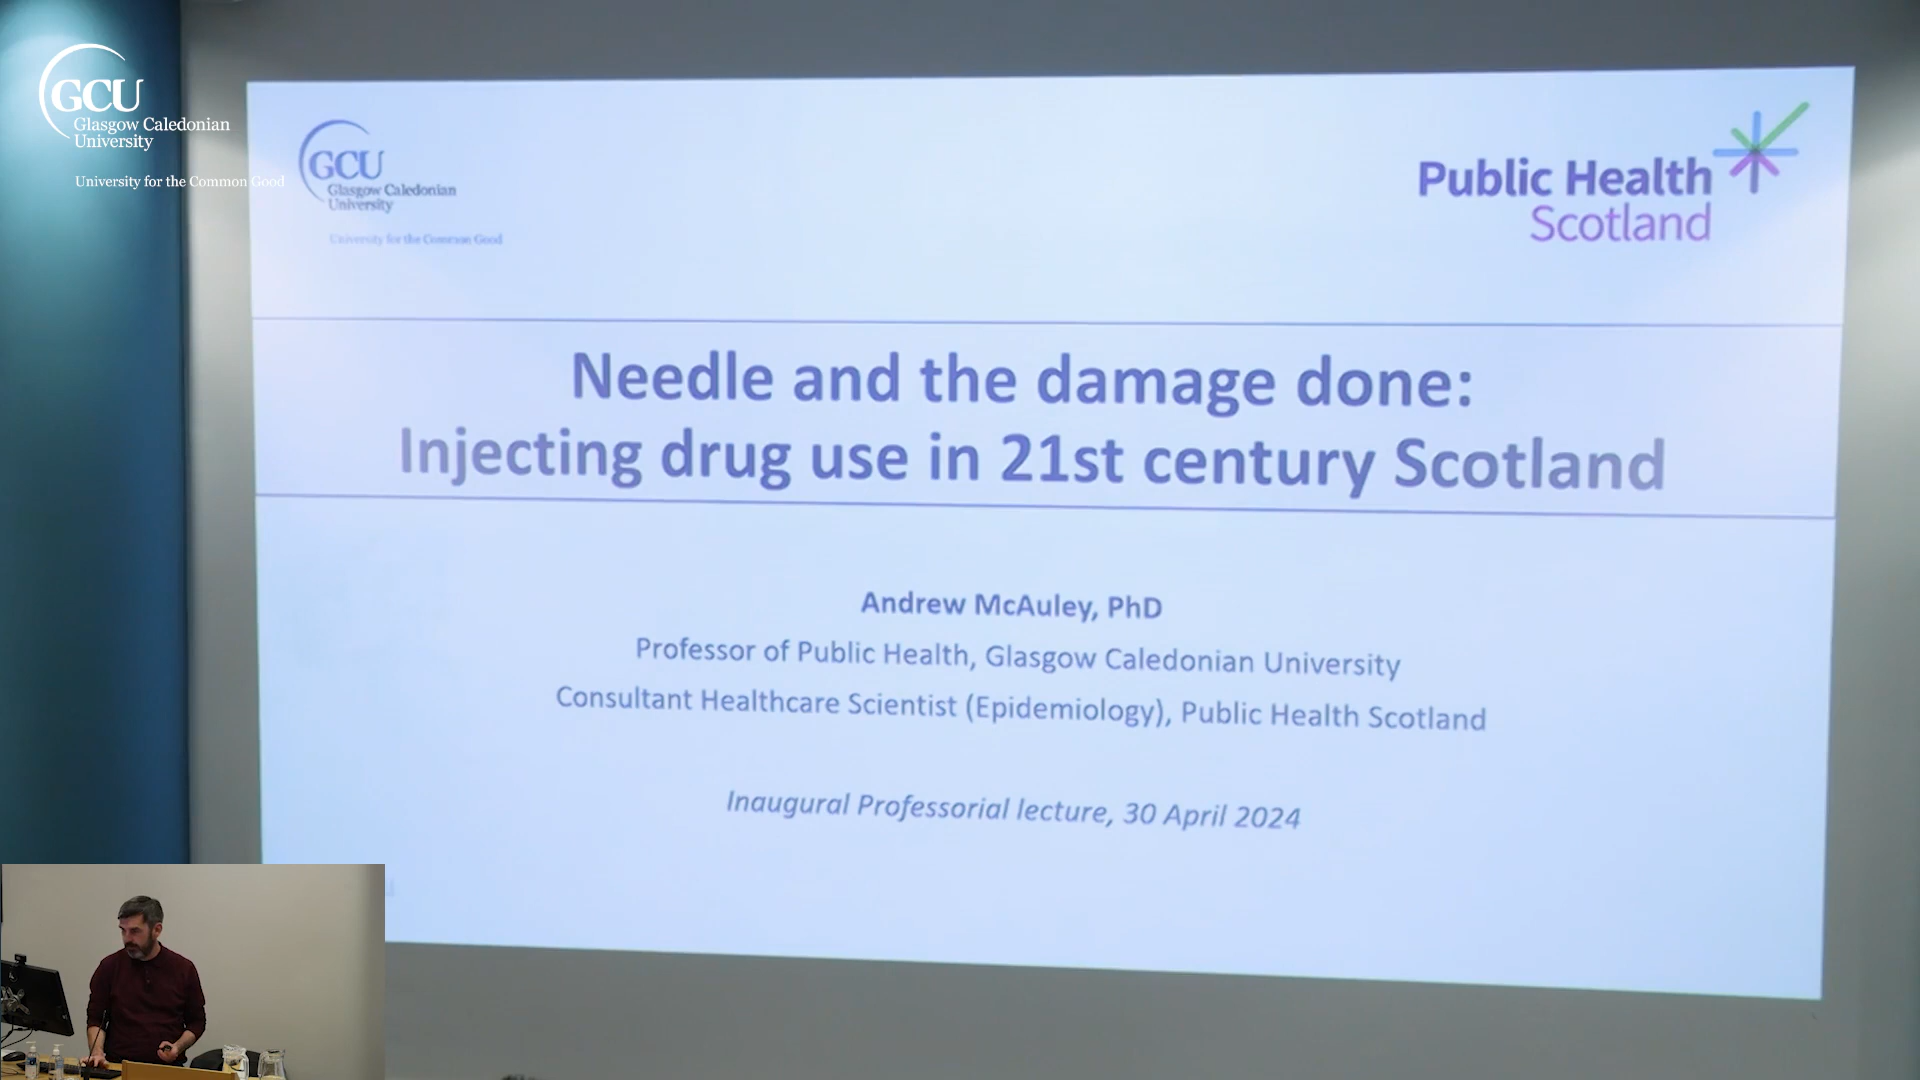 GCU
Glasgow Caledonian
University
University for the Common Good
GCU
Glasgow Caledonian
University
University for the Common Good
Public Health
Scotland
Needle and the damage done:
Injecting drug use in 21st century Scotland
Andrew McAuley, PhD
Professor of Public Health, Glasgow Caledonian University
Consultant Healthcare Scientist (Epidemiology), Public Health Scotland
Inaugural Professorial lecture, 30 April 2024